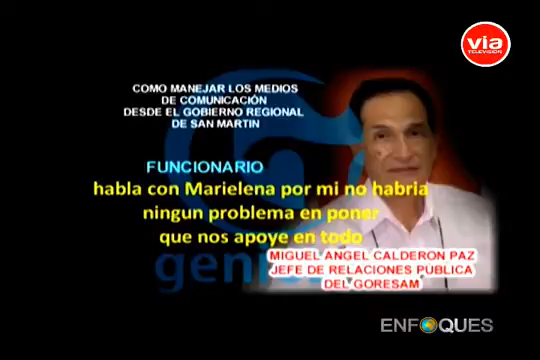 via
TELEVISIÓN
COMO MANEJAR LOS MEDIOS
DE COMUNICACIÓN
DESDE EL GOBIERNO REGIONAL
DE SAN MARTIN
FUNCIONARIO
habla con Marielena por mi no habria
ningun problema en poner
que nos apoye en todo
MIGUEL ANGEL CALDERON PAZ
JEFE DE RELACIONES PUBLICA
DEL GORESAM
ENFOQUES